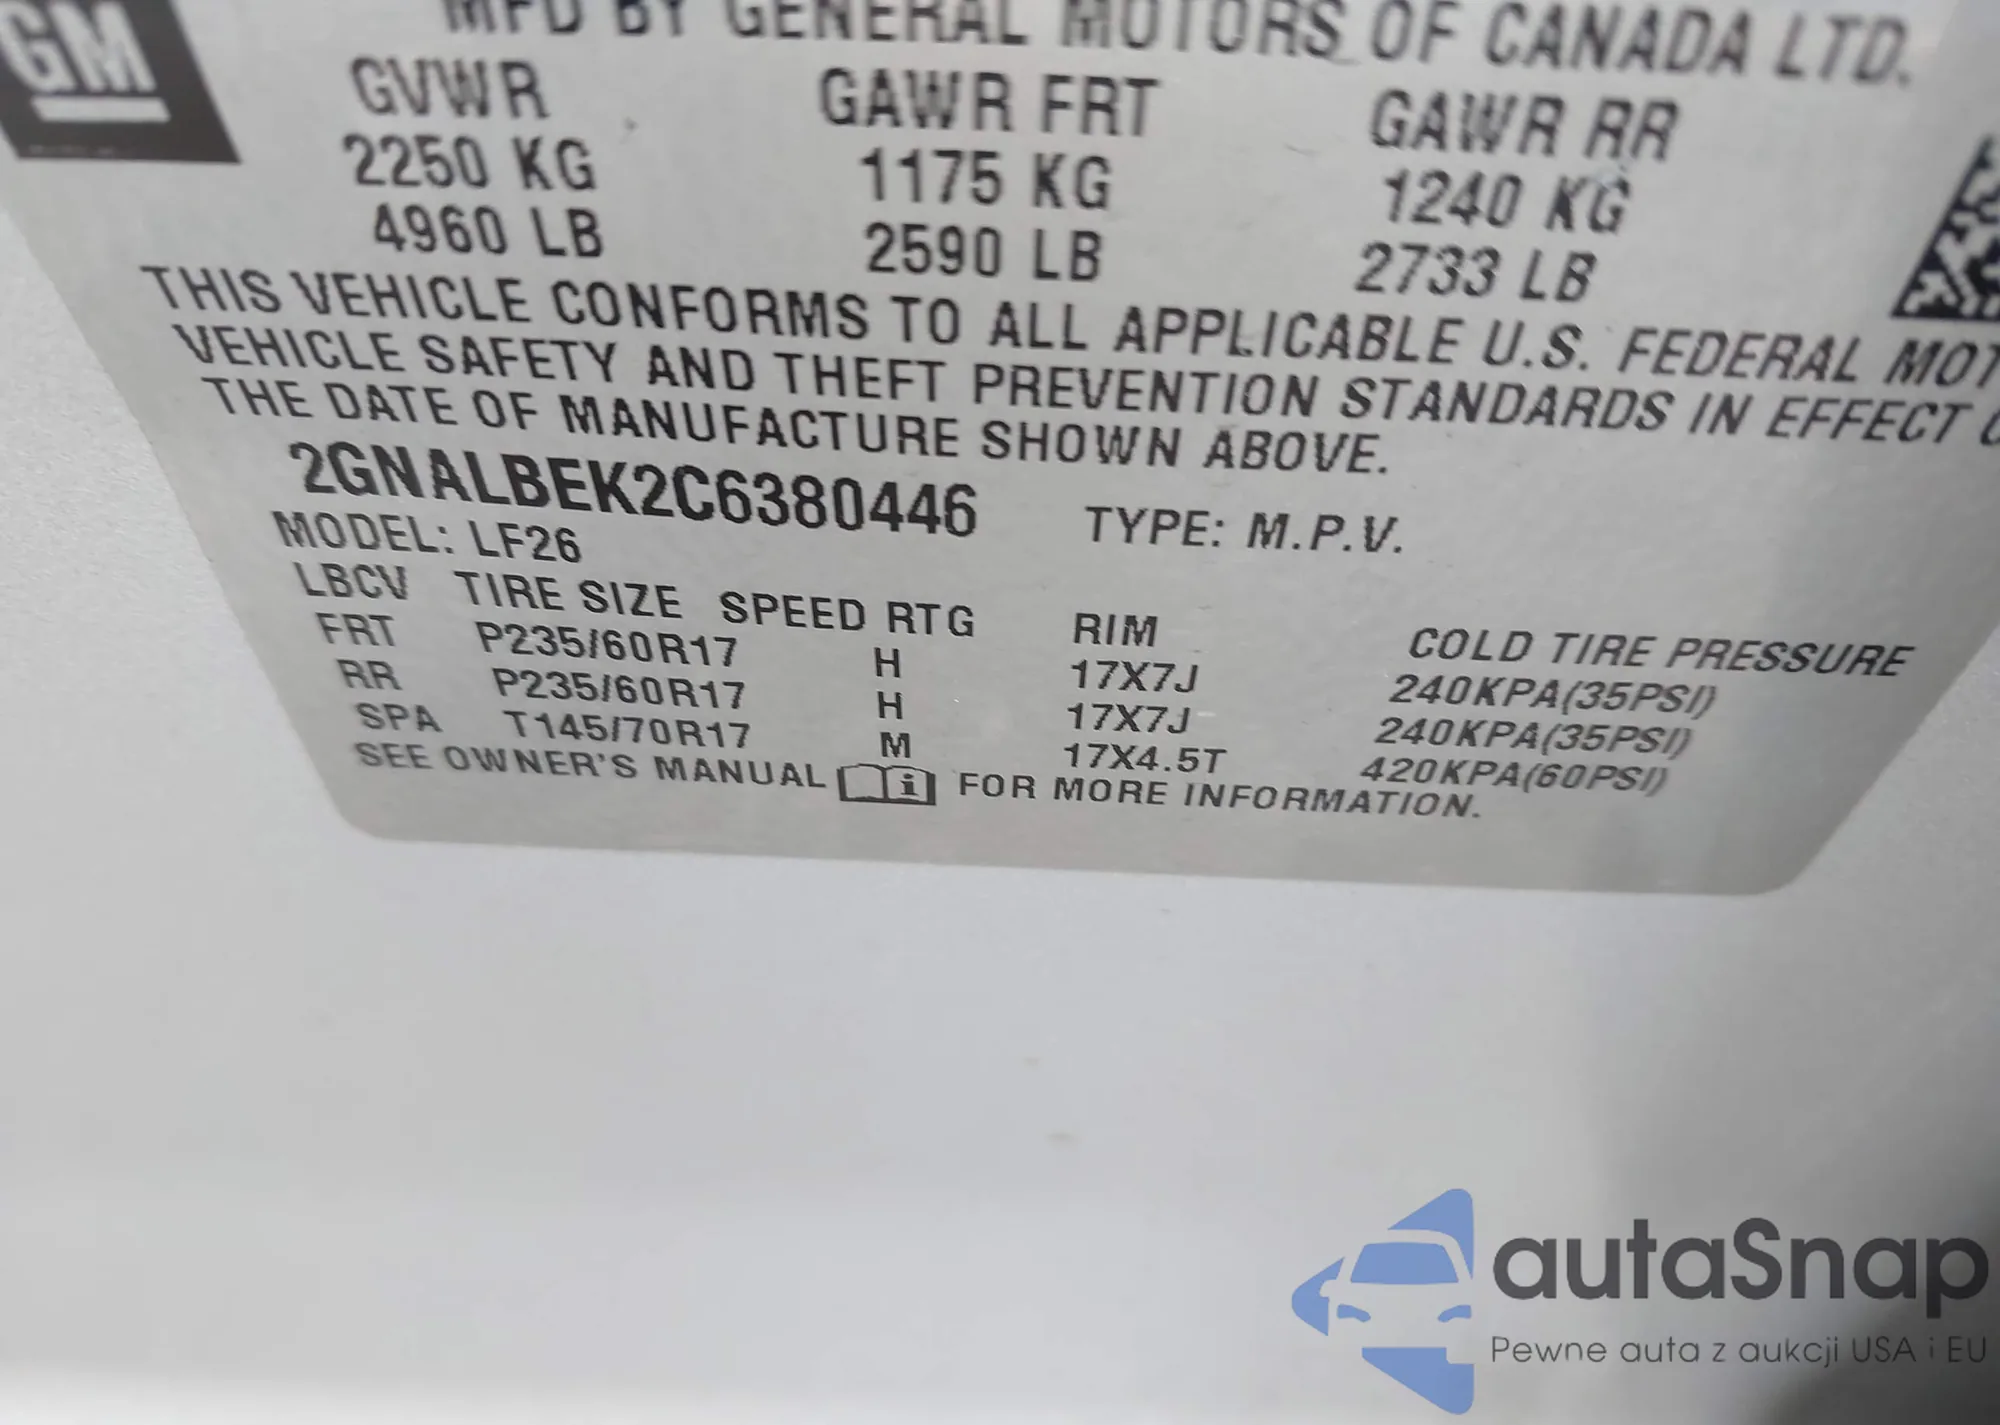 GM
MFD BY GENERAL MOTORS OF CANADA LTD.
GVWR GAWR FRT GAWR RR
2250 KG 1175 KG 1240 KG
4960 LB 2590 LB 2733 LB
THIS VEHICLE CONFORMS TO ALL APPLICABLE U.S. FEDERAL MOT
VEHICLE SAFETY AND THEFT PREVENTION STANDARDS IN EFFECT
THE DATE OF MANUFACTURE SHOWN ABOVE.
2GNALBEK2C6380446 TYPE: M.P.V.
MODEL: LF26
LBCV TIRE SIZE SPEED RTG RIM COLD TIRE PRESSURE
FRT P235/60R17 H 17X7J 240KPA(35PSI)
RR P235/60R17 H 17X7J 240KPA(35PSI)
SPA T145/70R17 M 17X4.5T 420KPA(60PSI)
SEE OWNER'S MANUAL i FOR MORE INFORMATION.
autaSnap
Pewne auta z aukcji USA i EU